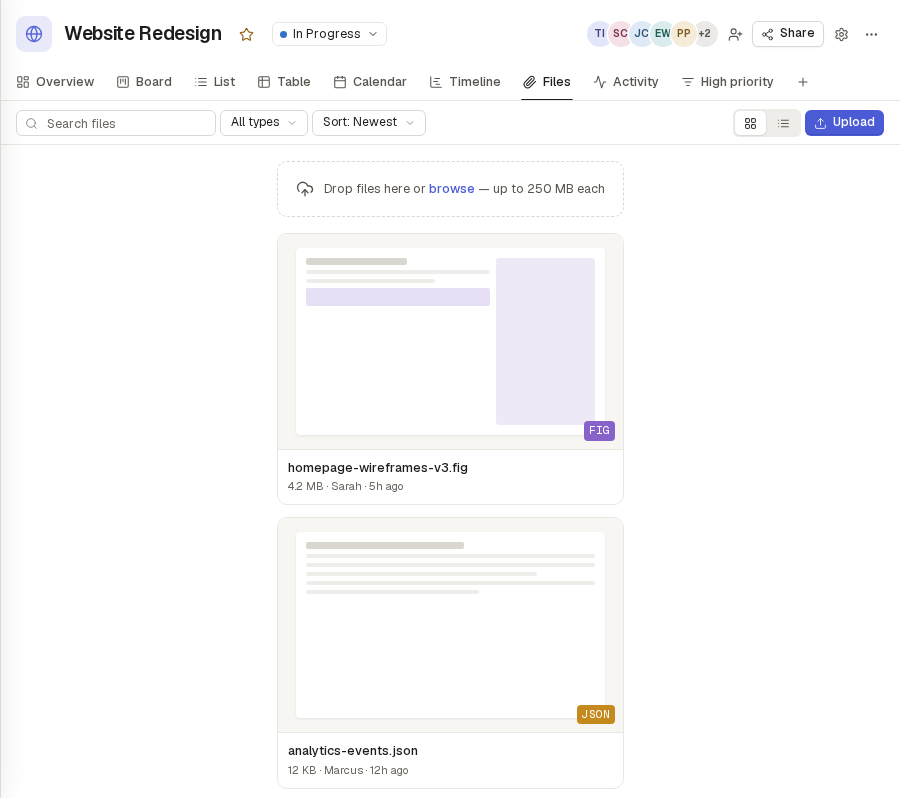 Website Redesign
In Progress
TI SC JC EW PP +2
Share
Overview Board List Table Calendar Timeline Files Activity High priority
Search files
All types
Sort: Newest
Upload
Drop files here or browse — up to 250 MB each
FIG
homepage-wireframes-v3.fig
4.2 MB · Sarah · 5h ago
JSON
analytics-events.json
12 KB · Marcus · 12h ago